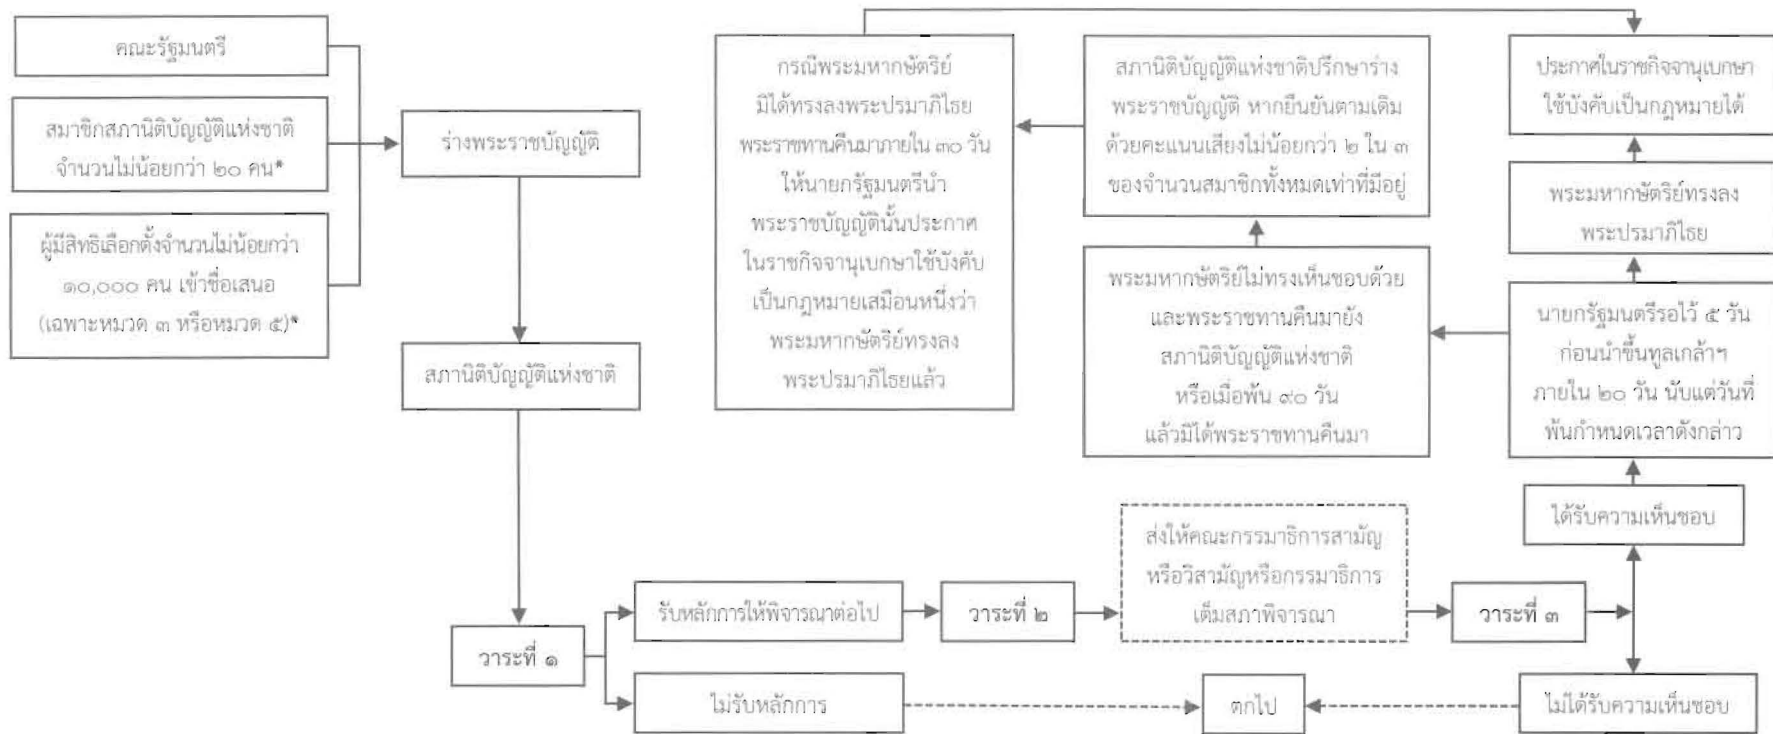 คณะรัฐมนตรี
สมาชิกสภานิติบัญญัติแห่งชาติ
จำนวนไม่น้อยกว่า ๒๐ คน*
ผู้มีสิทธิเลือกตั้งจำนวนไม่น้อยกว่า
๑๐,๐๐๐ คน เข้าชื่อเสนอ
(เฉพาะหมวด ๓ หรือหมวด ๕)*
ร่างพระราชบัญญัติ
สภานิติบัญญัติแห่งชาติ
วาระที่ ๑
รับหลักการให้พิจารณาต่อไป
ไม่รับหลักการ
วาระที่ ๒
ส่งให้คณะกรรมาธิการสามัญ
หรือวิสามัญหรือกรรมาธิการ
เต็มสภาพิจารณา
วาระที่ ๓
ตกไป
ไม่ได้รับความเห็นชอบ
ได้รับความเห็นชอบ
นายกรัฐมนตรีรอไว้ ๕ วัน
ก่อนนำขึ้นทูลเกล้าฯ
ภายใน ๒๐ วัน นับแต่วันที่
พ้นกำหนดเวลาดังกล่าว
พระมหากษัตริย์ทรงลง
พระปรมาภิไธย
ประกาศในราชกิจจานุเบกษา
ใช้บังคับเป็นกฎหมายได้
พระมหากษัตริย์ไม่ทรงเห็นชอบด้วย
และพระราชทานคืนมายัง
สภานิติบัญญัติแห่งชาติ
หรือเมื่อพ้น ๙๐ วัน
แล้วมิได้พระราชทานคืนมา
สภานิติบัญญัติแห่งชาติปรึกษาร่าง
พระราชบัญญัติ หากยืนยันตามเดิม
ด้วยคะแนนเสียงไม่น้อยกว่า ๒ ใน ๓
ของจำนวนสมาชิกทั้งหมดเท่าที่มีอยู่
กรณีพระมหากษัตริย์
มิได้ทรงลงพระปรมาภิไธย
พระราชทานคืนมาภายใน ๓๐ วัน
ให้นายกรัฐมนตรีนำ
พระราชบัญญัตินั้นประกาศ
ในราชกิจจานุเบกษาใช้บังคับ
เป็นกฎหมายเสมือนหนึ่งว่า
พระมหากษัตริย์ทรงลง
พระปรมาภิไธยแล้ว